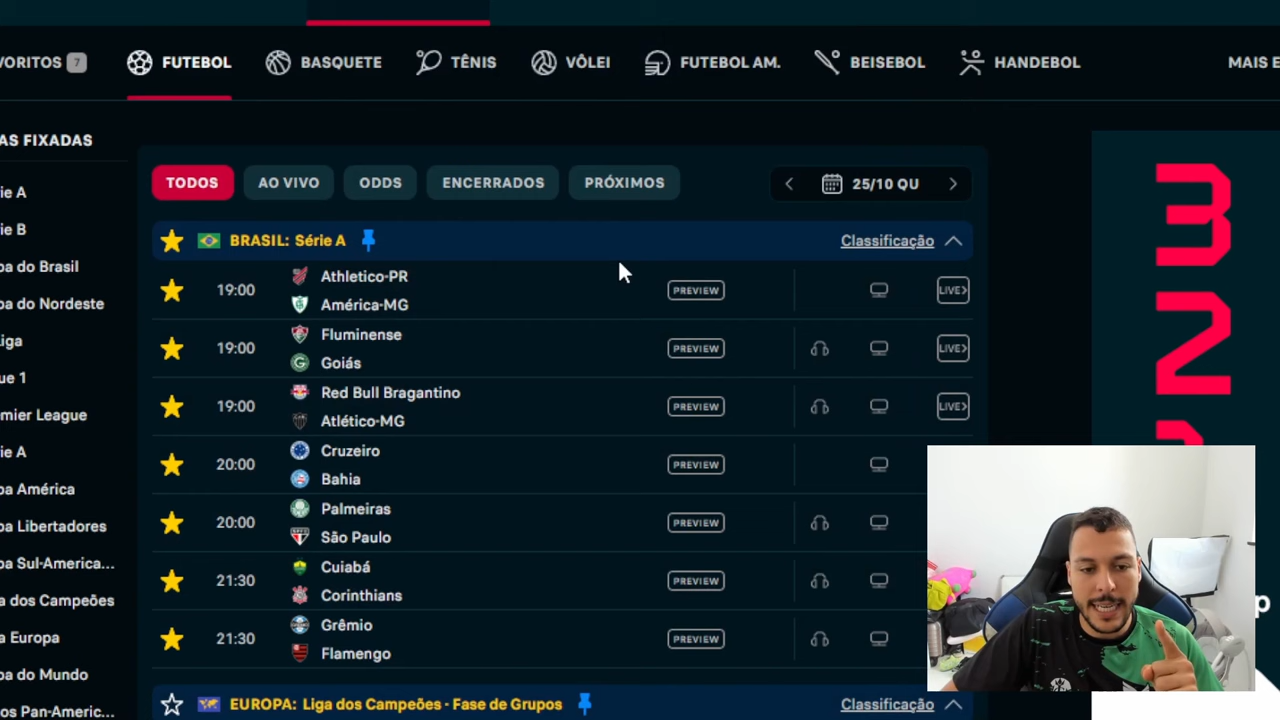 VORITOS 7 FUTEBOL BASQUETE TÊNIS VÔLEI FUTEBOL AM. BEISEBOL HANDEBOL MAIS E
AS FIXADAS
ie A
ie B
pa do Brasil
pa do Nordeste
Liga
ue 1
mier League
ie A
pa América
pa Libertadores
pa Sul-America...
a dos Campeões
a Europa
pa do Mundo
os Pan-Americ...
TODOS AO VIVO ODDS ENCERRADOS PRÓXIMOS 25/10 QU
BRASIL: Série A Classificação
19:00 Athletico-PR PREVIEW LIVE>
América-MG
19:00 Fluminense PREVIEW LIVE>
Goiás
19:00 Red Bull Bragantino PREVIEW LIVE>
Atlético-MG
20:00 Cruzeiro PREVIEW
Bahia
20:00 Palmeiras PREVIEW
São Paulo
21:30 Cuiabá PREVIEW
Corinthians
21:30 Grêmio PREVIEW
Flamengo
EUROPA: Liga dos Campeões - Fase de Grupos Classificação